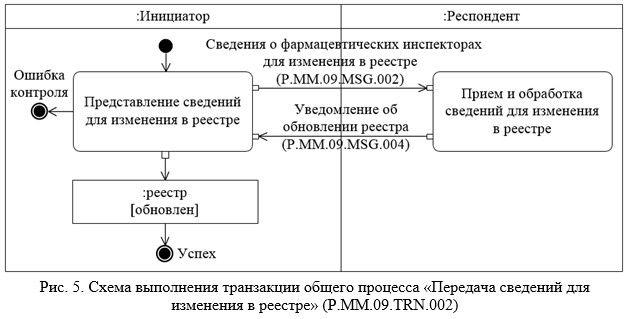 :Инициатор
:Респондент
Сведения о фармацевтических инспекторах
для изменения в реестре
(P.MM.09.MSG.002)
Ошибка
контроля
Представление сведений
для изменения в реестре
Прием и обработка
сведений для изменения
в реестре
Уведомление об
обновлении реестра
(P.MM.09.MSG.004)
:реестр
[обновлен]
Успех
Рис. 5. Схема выполнения транзакции общего процесса «Передача сведений для
изменения в реестре» (P.MM.09.TRN.002)